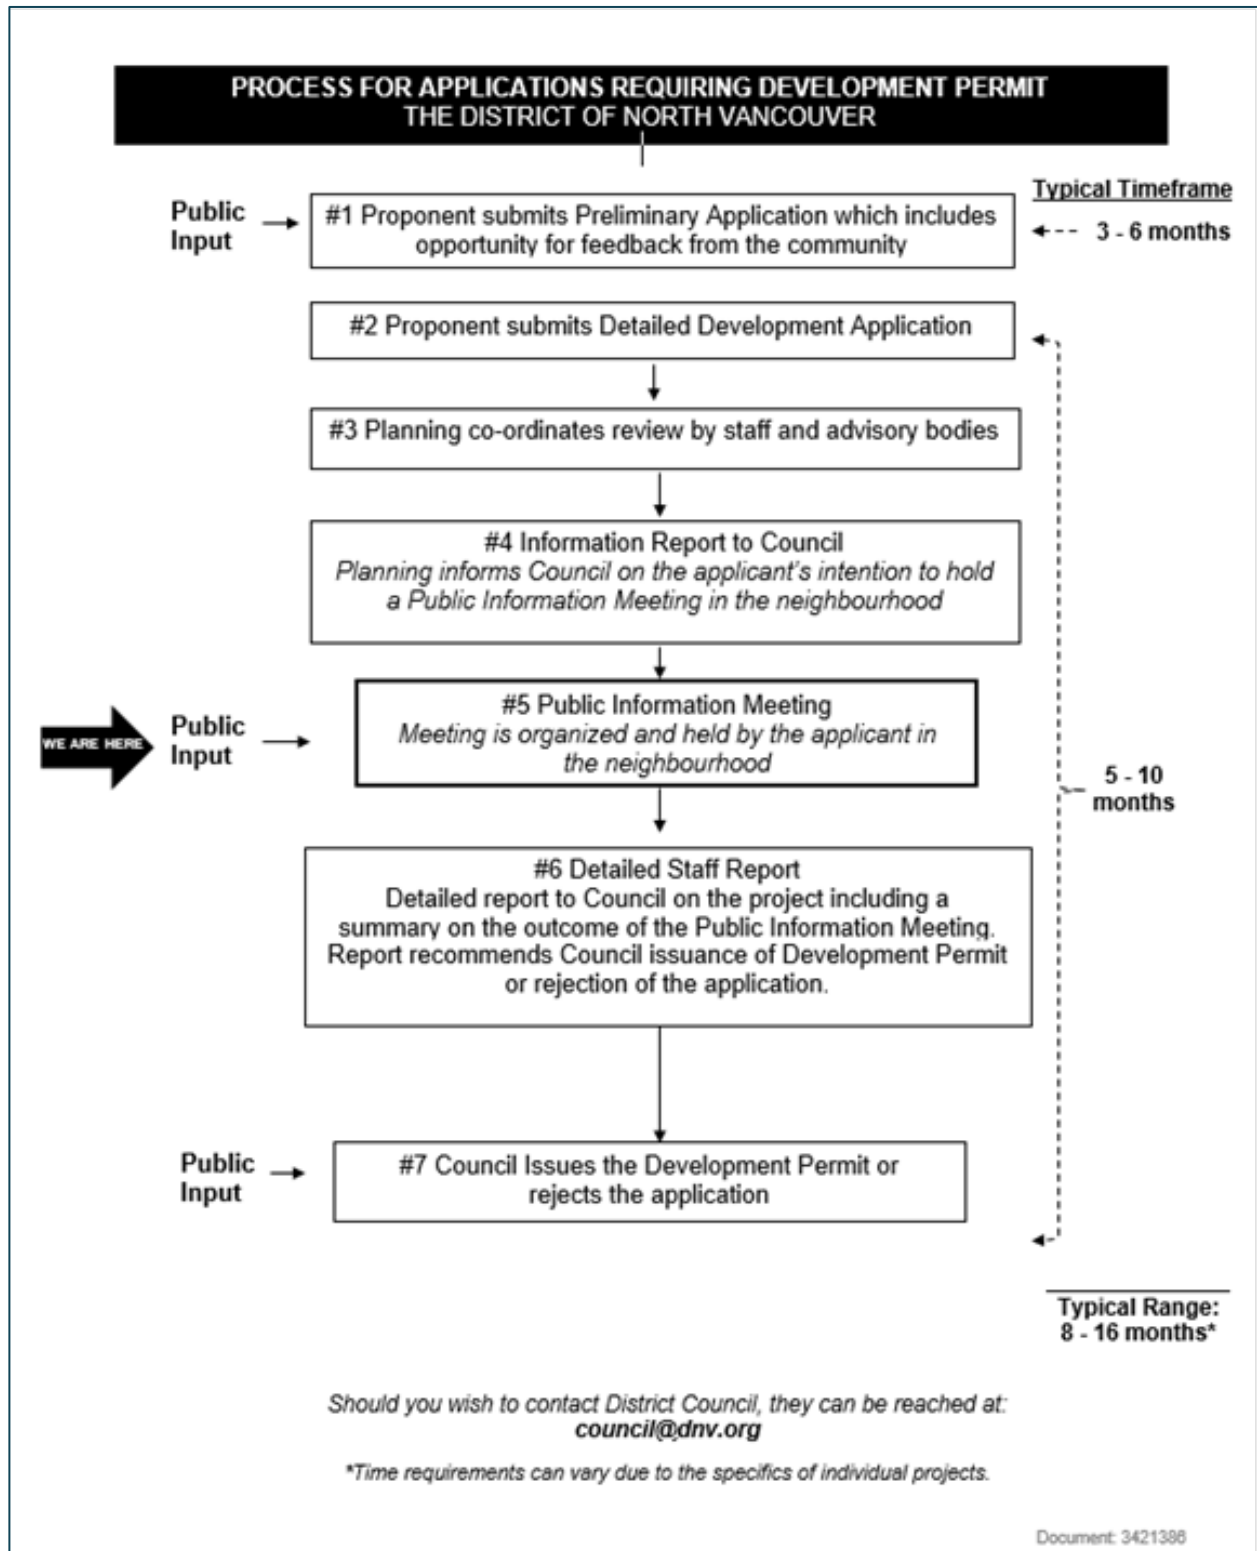 PROCESS FOR APPLICATIONS REQUIRING DEVELOPMENT PERMIT
THE DISTRICT OF NORTH VANCOUVER
Typical Timeframe
Public
Input
#1 Proponent submits Preliminary Application which includes
opportunity for feedback from the community
3 - 6 months
#2 Proponent submits Detailed Development Application
#3 Planning co-ordinates review by staff and advisory bodies
#4 Information Report to Council
Planning informs Council on the applicant's intention to hold
a Public Information Meeting in the neighbourhood
WE ARE HERE
Public
Input
#5 Public Information Meeting
Meeting is organized and held by the applicant in
the neighbourhood
5 - 10
months
#6 Detailed Staff Report
Detailed report to Council on the project including a
summary on the outcome of the Public Information Meeting.
Report recommends Council issuance of Development Permit
or rejection of the application.
Public
Input
#7 Council Issues the Development Permit or
rejects the application
Typical Range:
8 - 16 months*
Should you wish to contact District Council, they can be reached at:
council@dnv.org
*Time requirements can vary due to the specifics of individual projects.
Document: 3421386